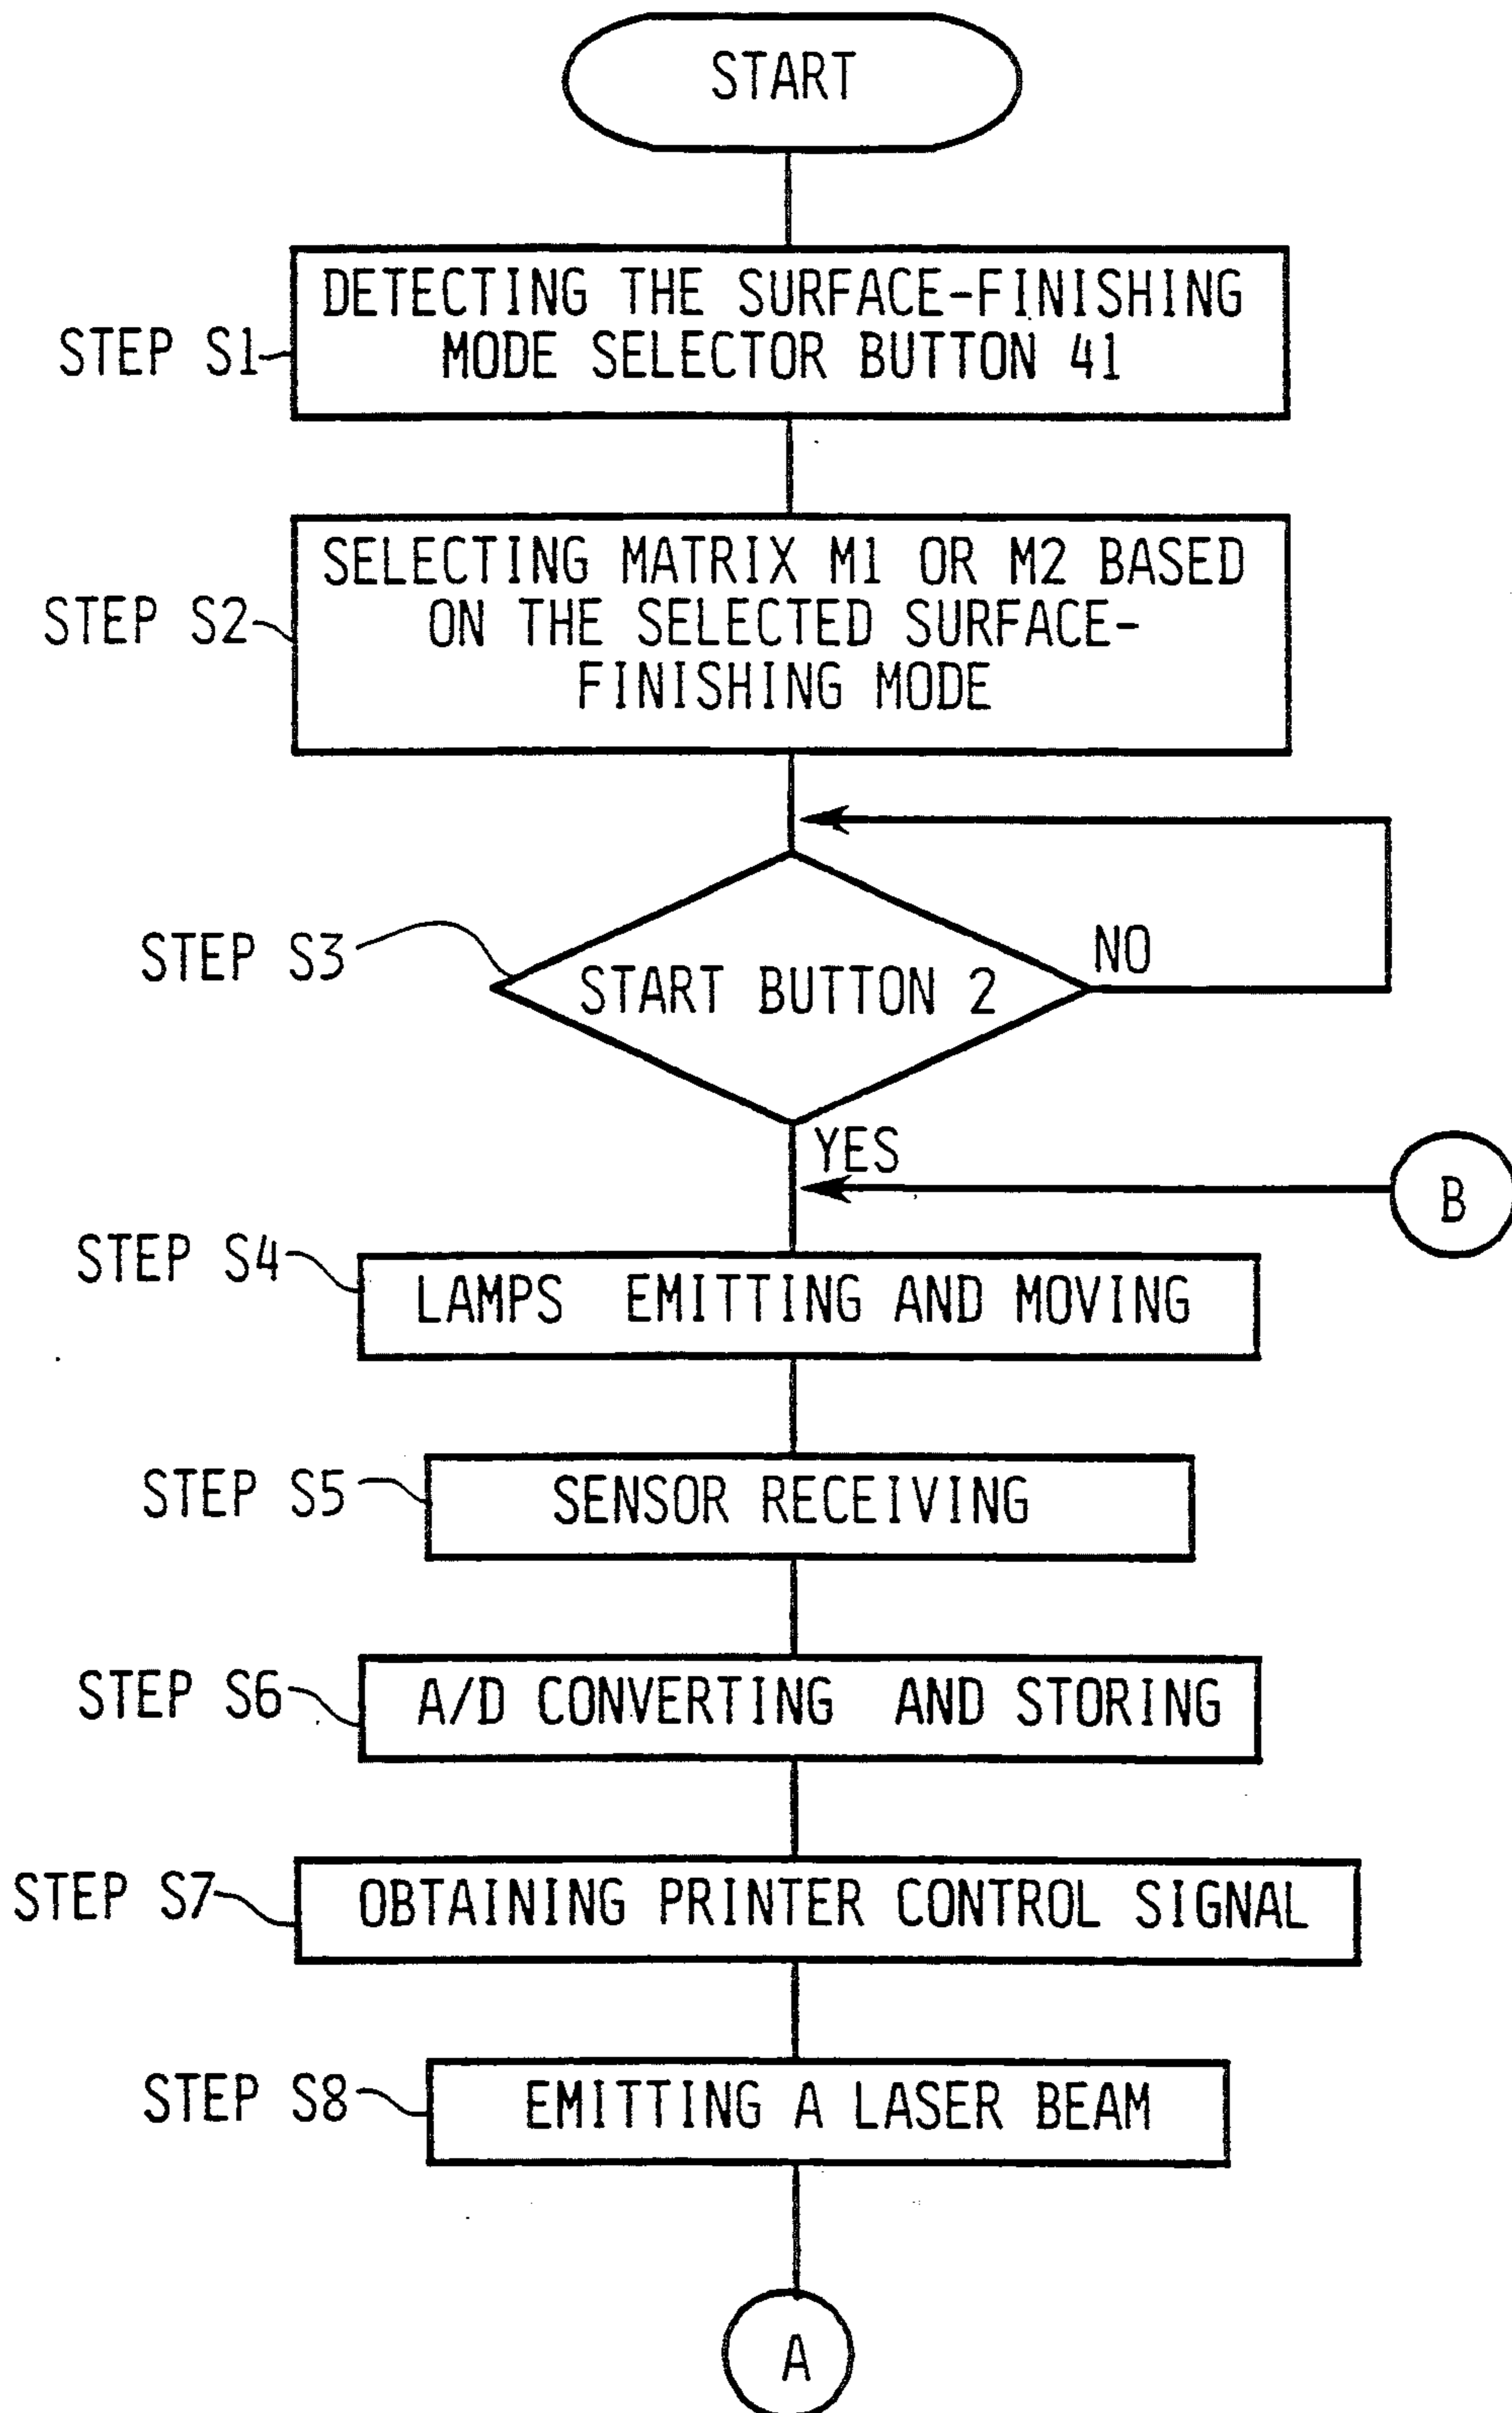 START
DETECTING THE SURFACE-FINISHING
MODE SELECTOR BUTTON 41
STEP S1
SELECTING MATRIX M1 OR M2 BASED
ON THE SELECTED SURFACE-
FINISHING MODE
STEP S2
STEP S3
START BUTTON 2
NO
YES
B
STEP S4
LAMPS EMITTING AND MOVING
STEP S5
SENSOR RECEIVING
STEP S6
A/D CONVERTING AND STORING
STEP S7
OBTAINING PRINTER CONTROL SIGNAL
STEP S8
EMITTING A LASER BEAM
A